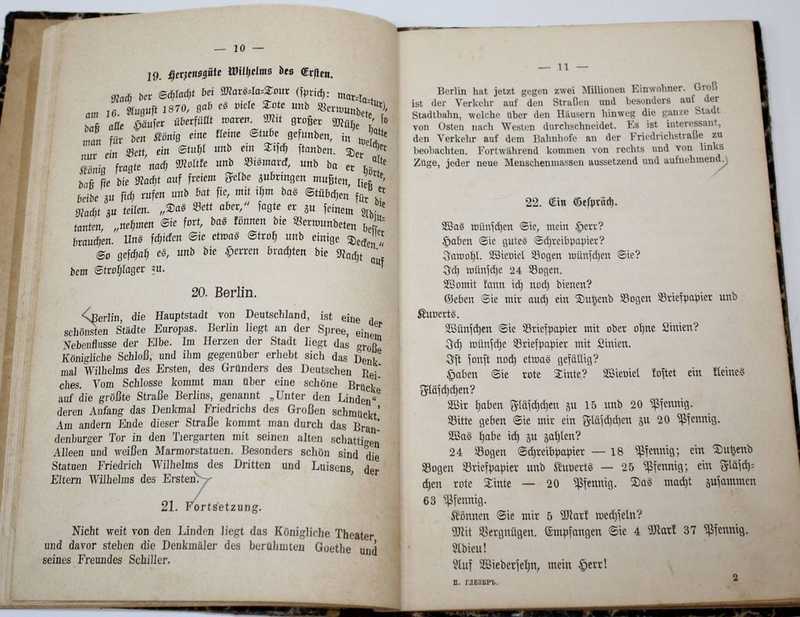 — 10 —
19. Herzensgüte Wilhelms des Ersten.
Nach der Schlacht bei Mars=la=Tour (sprich: mar=la=tur),
am 16. August 1870, gab es viele Tote und Verwundete, so
daß alle Häuser überfüllt waren. Mit großer Mühe hatte
man für den König eine kleine Stube gefunden, in welcher
nur ein Bett, ein Stuhl und ein Tisch standen. Der alte
König fragte nach Moltke und Bismarck, und da er hörte,
daß sie die Nacht auf freiem Felde zubringen mußten, ließ er
beide zu sich rufen und bat sie, mit ihm das Stübchen für die
Nacht zu teilen. „Das Bett aber,“ sagte er zu seinem Adju=
tanten, „nehmen Sie fort, das können die Verwundeten besser
brauchen. Uns schicken Sie etwas Stroh und einige Decken.“
So geschah es, und die Herren brachten die Nacht auf
dem Strohlager zu.
20. Berlin.
Berlin, die Hauptstadt von Deutschland, ist eine der
schönsten Städte Europas. Berlin liegt an der Spree, einem
Nebenflusse der Elbe. Im Herzen der Stadt liegt das große
Königliche Schloß, und ihm gegenüber erhebt sich das Denk-
mal Wilhelms des Ersten, des Gründers des Deutschen Rei-
ches. Vom Schlosse kommt man über eine schöne Brücke
auf die größte Straße Berlins, genannt „Unter den Linden“,
deren Anfang das Denkmal Friedrichs des Großen schmückt.
Am andern Ende dieser Straße kommt man durch das Bran-
denburger Tor in den Tiergarten mit seinen alten schattigen
Alleen und weißen Marmorstatuen. Besonders schön sind die
Statuen Friedrich Wilhelms des Dritten und Luisens, der
Eltern Wilhelms des Ersten.
21. Fortsetzung.
Nicht weit von den Linden liegt das Königliche Theater,
und davor stehen die Denkmäler des berühmten Goethe und
seines Freundes Schiller.
— 11 —
Berlin hat jetzt gegen zwei Millionen Einwohner. Groß
ist der Verkehr auf den Straßen und besonders auf der
Stadtbahn, welche über den Häusern hinweg die ganze Stadt
von Osten nach Westen durchschneidet. Es ist interessant,
den Verkehr auf dem Bahnhofe an der Friedrichstraße zu
beobachten. Fortwährend kommen von rechts und von links
Züge, jeder neue Menschenmassen aussetzend und aufnehmend.
22. Ein Gespräch.
Was wünschen Sie, mein Herr?
Haben Sie gutes Schreibpapier?
Jawohl. Wieviel Bogen wünschen Sie?
Ich wünsche 24 Bogen.
Womit kann ich noch dienen?
Geben Sie mir auch ein Dutzend Bogen Briefpapier und
Kuverts.
Wünschen Sie Briefpapier mit oder ohne Linien?
Ich wünsche Briefpapier mit Linien.
Ist sonst noch etwas gefällig?
Haben Sie rote Tinte? Wieviel kostet ein kleines
Fläschchen?
Wir haben Fläschchen zu 15 und 20 Pfennig.
Bitte geben Sie mir ein Fläschchen zu 20 Pfennig.
Was habe ich zu zahlen?
24 Bogen Schreibpapier — 18 Pfennig; ein Dutzend
Bogen Briefpapier und Kuverts — 25 Pfennig; ein Fläsch=
chen rote Tinte — 20 Pfennig. Das macht zusammen
63 Pfennig.
Können Sie mir 5 Mark wechseln?
Mit Vergnügen. Empfangen Sie 4 Mark 37 Pfennig.
Adieu!
Auf Wiedersehn, mein Herr!
П. ГЛЕЗЕРЪ. 2